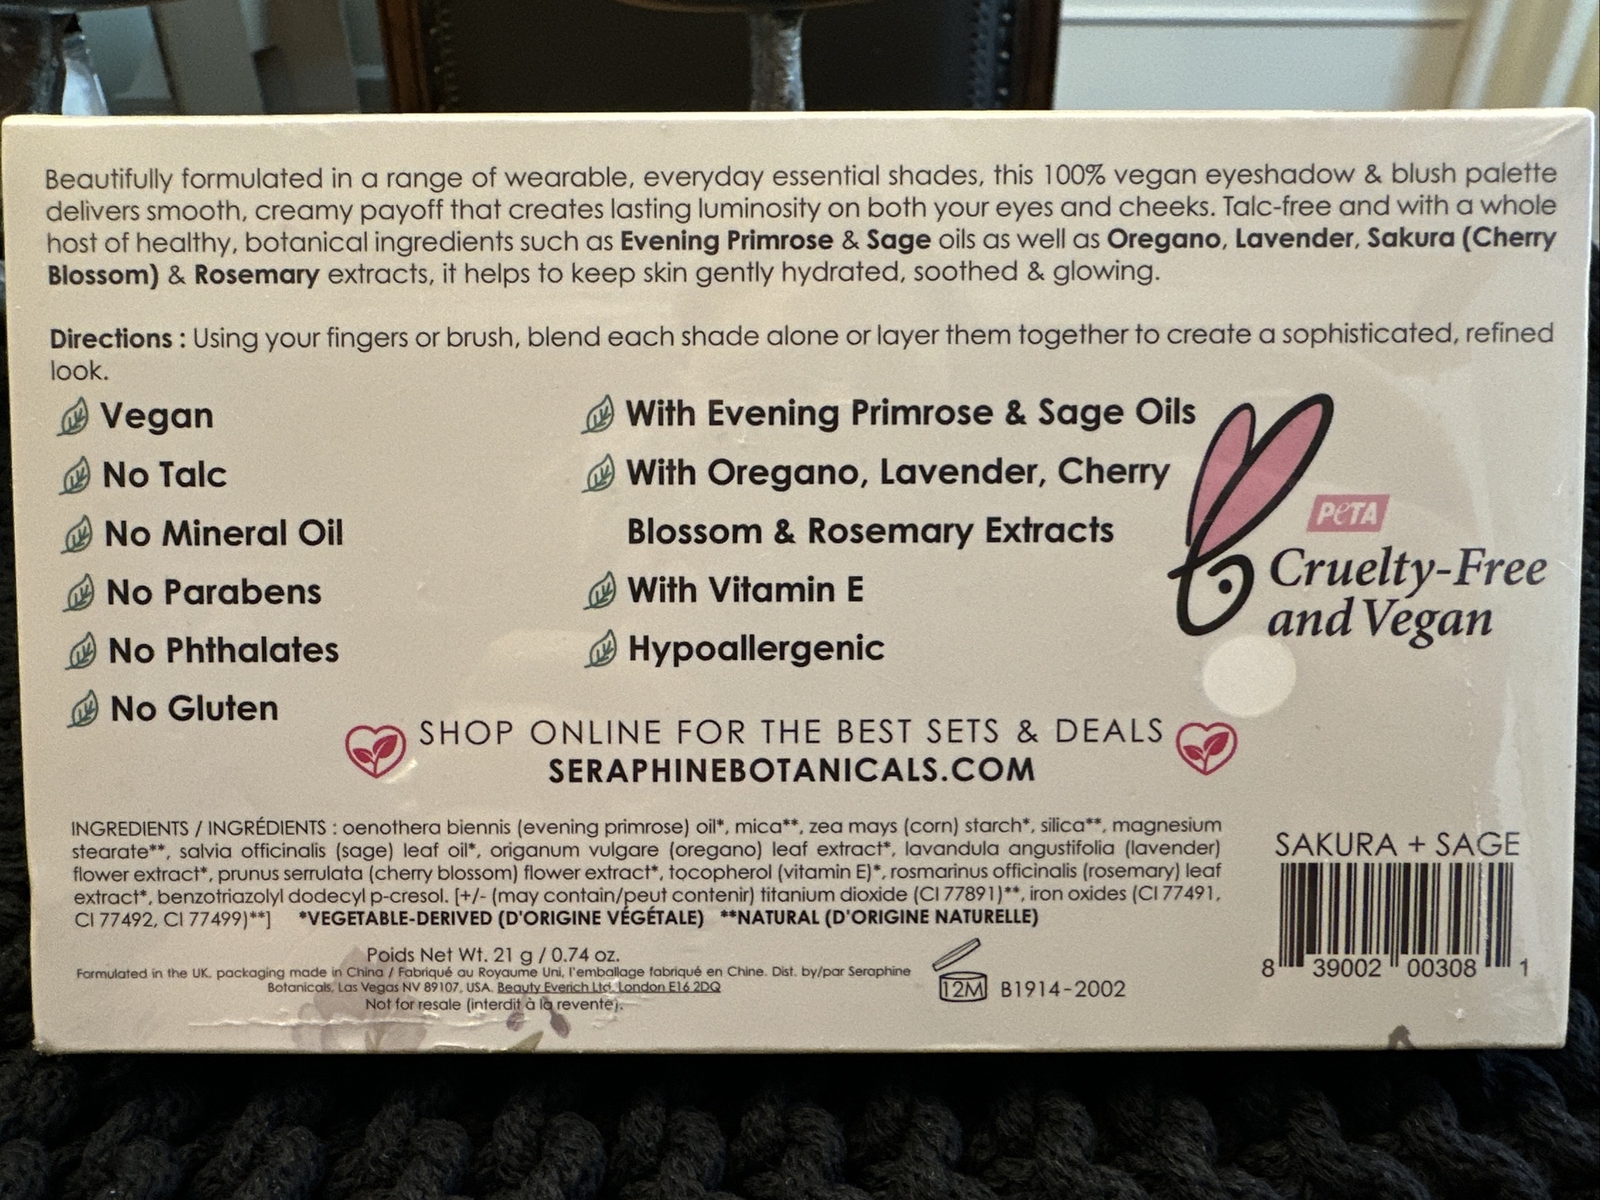 Beautifully formulated in a range of wearable, everyday essential shades, this 100% vegan eyeshadow & blush palette
delivers smooth, creamy payoff that creates lasting luminosity on both your eyes and cheeks. Talc-free and with a whole
host of healthy, botanical ingredients such as Evening Primrose & Sage oils as well as Oregano, Lavender, Sakura (Cherry
Blossom) & Rosemary extracts, it helps to keep skin gently hydrated, soothed & glowing.
Directions : Using your fingers or brush, blend each shade alone or layer them together to create a sophisticated, refined
look.
Vegan
No Talc
No Mineral Oil
No Parabens
No Phthalates
No Gluten
With Evening Primrose & Sage Oils
With Oregano, Lavender, Cherry
Blossom & Rosemary Extracts
With Vitamin E
Hypoallergenic
PETA
Cruelty-Free
and Vegan
SHOP ONLINE FOR THE BEST SETS & DEALS
SERAPHINEBOTANICALS.COM
INGREDIENTS / INGRÉDIENTS : oenothera biennis (evening primrose) oil*, mica**, zea mays (corn) starch*, silica**, magnesium
stearate**, salvia officinalis (sage) leaf oil*, origanum vulgare (oregano) leaf extract*, lavandula angustifolia (lavender)
flower extract*, prunus serrulata (cherry blossom) flower extract*, tocopherol (vitamin E)*, rosmarinus officinalis (rosemary) leaf
extract*, benzotriazolyl dodecyl p-cresol. [+/- (may contain/peut contenir) titanium dioxide (CI 77891)**, iron oxides (CI 77491,
CI 77492, CI 77499)**] *VEGETABLE-DERIVED (D'ORIGINE VÉGÉTALE) **NATURAL (D'ORIGINE NATURELLE)
Poids Net Wt. 21 g / 0.74 oz.
Formulated in the UK, packaging made in China / Fabriqué au Royaume Uni, l'emballage fabriqué en Chine. Dist. by/par Seraphine
Botanicals, Las Vegas NV 89107, USA. Beauty Everich Ltd, London E16 2DQ
Not for resale (interdit à la revente).
12M B1914-2002
SAKURA + SAGE
8 39002 00308 1